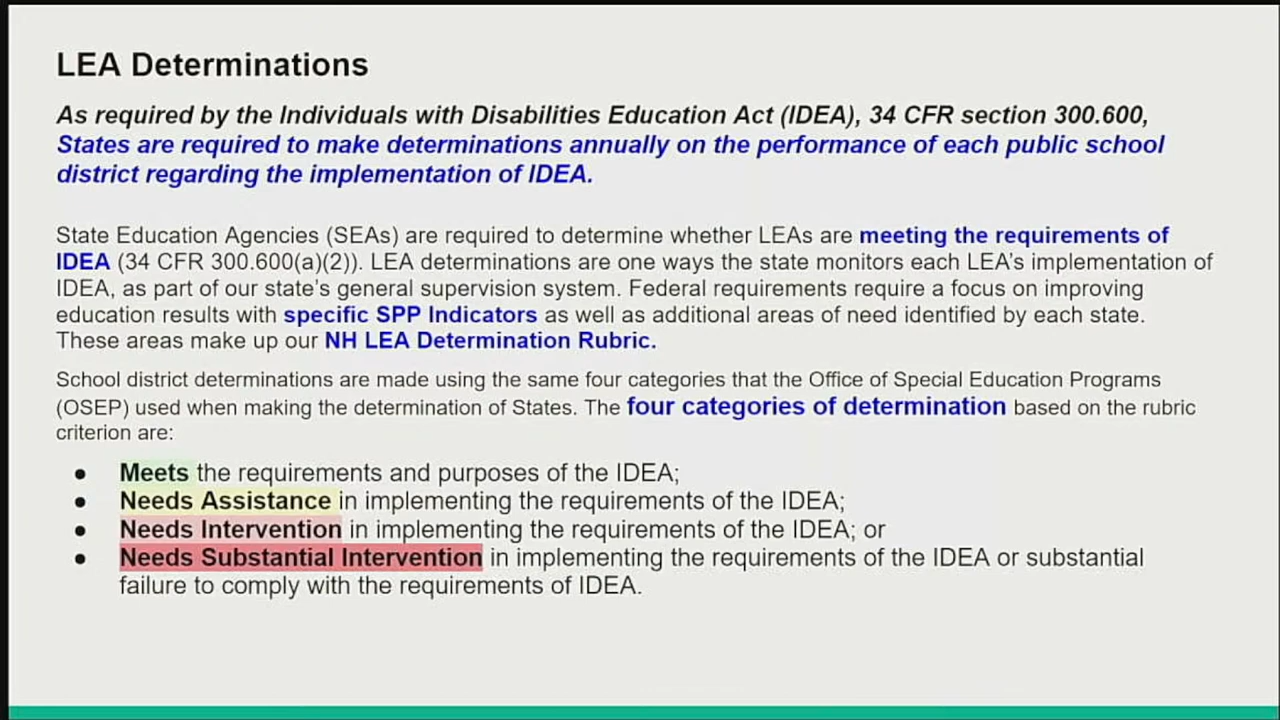 LEA Determinations
As required by the Individuals with Disabilities Education Act (IDEA), 34 CFR section 300.600,
States are required to make determinations annually on the performance of each public school
district regarding the implementation of IDEA.
State Education Agencies (SEAs) are required to determine whether LEAs are meeting the requirements of
IDEA (34 CFR 300.600(a)(2)). LEA determinations are one ways the state monitors each LEA's implementation of
IDEA, as part of our state's general supervision system. Federal requirements require a focus on improving
education results with specific SPP Indicators as well as additional areas of need identified by each state.
These areas make up our NH LEA Determination Rubric.
School district determinations are made using the same four categories that the Office of Special Education Programs
(OSEP) used when making the determination of States. The four categories of determination based on the rubric
criterion are:
● Meets the requirements and purposes of the IDEA;
● Needs Assistance in implementing the requirements of the IDEA;
● Needs Intervention in implementing the requirements of the IDEA; or
● Needs Substantial Intervention in implementing the requirements of the IDEA or substantial
failure to comply with the requirements of IDEA.